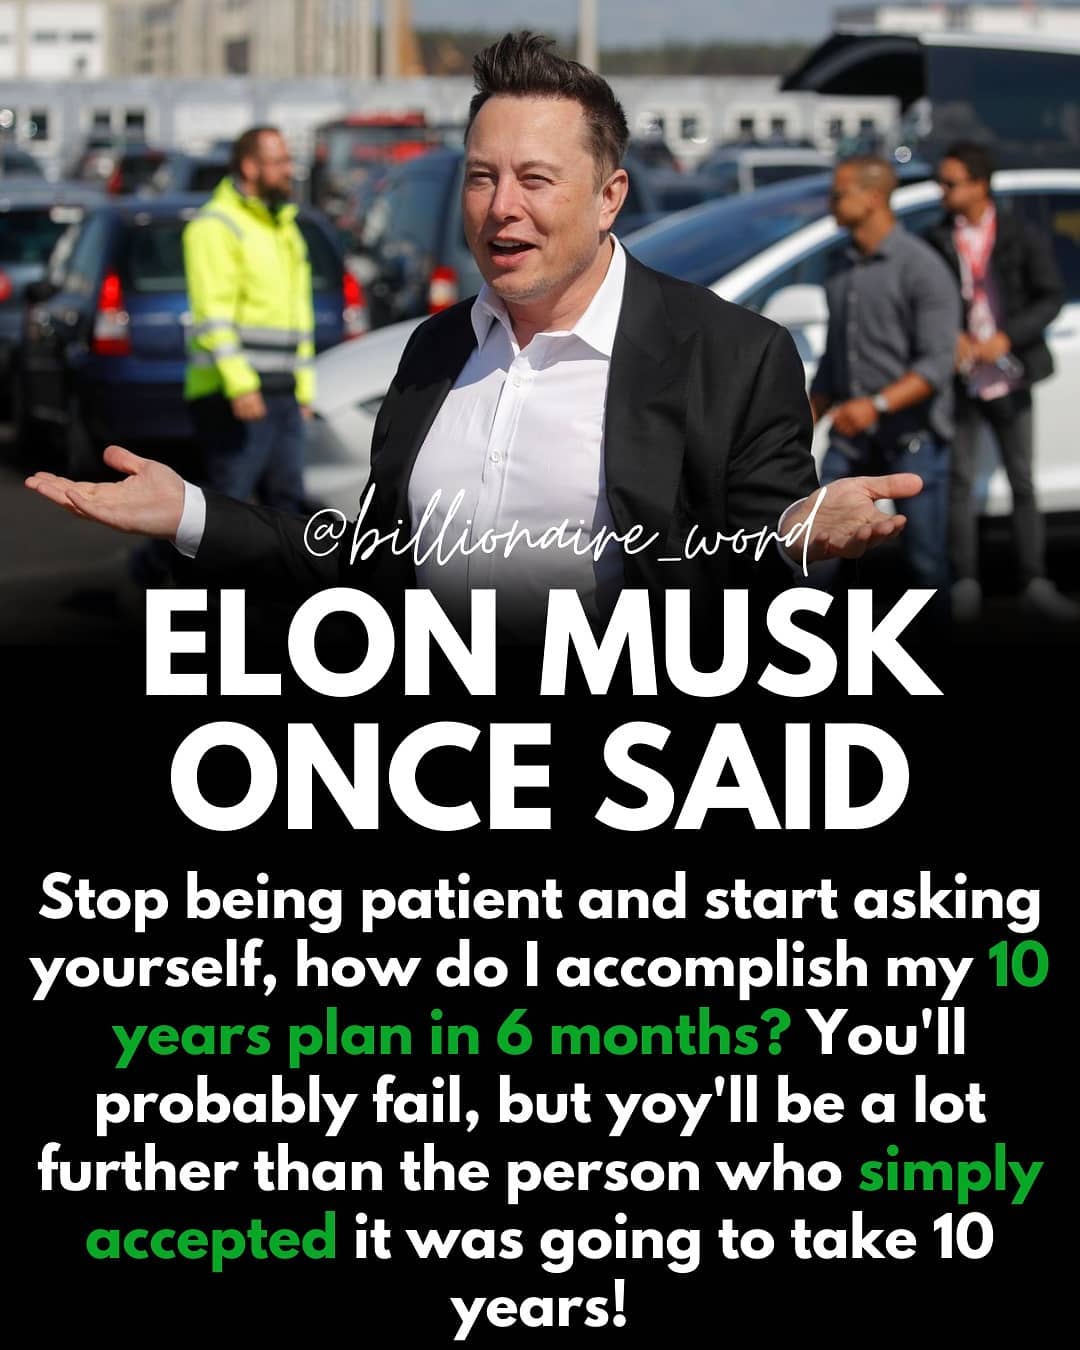 @billionaire_word
ELON MUSK
ONCE SAID
Stop being patient and start asking
yourself, how do I accomplish my 10
years plan in 6 months? You'll
probably fail, but yoy'll be a lot
further than the person who simply
accepted it was going to take 10
years!